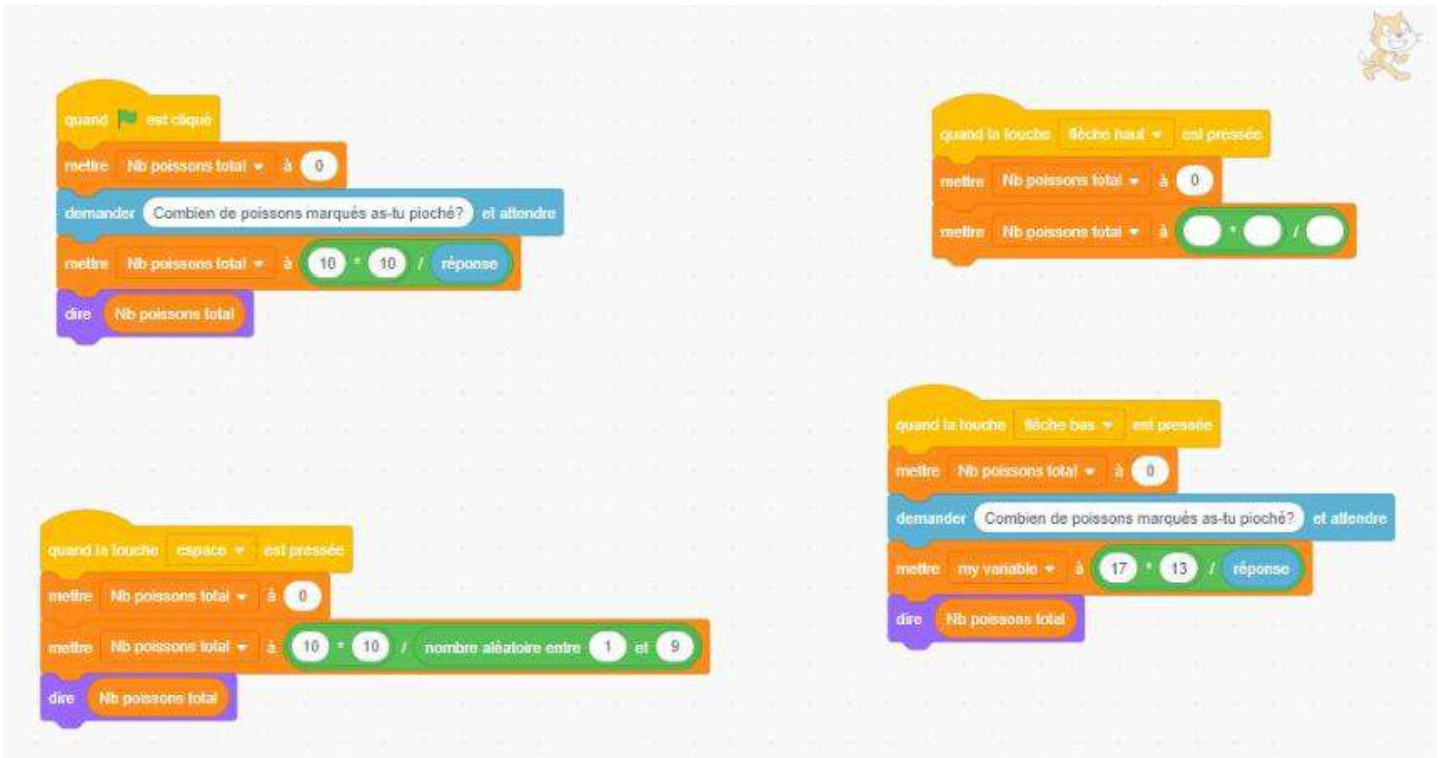 quand est cliqué
mettre Nb poissons total à 0
demander Combien de poissons marqués as-tu pioché? et attendre
mettre Nb poissons total à 10 * 10 / réponse
dire Nb poissons total
quand la touche espace est pressée
mettre Nb poissons total à 0
mettre Nb poissons total à 10 * 10 / nombre aléatoire entre 1 et 9
dire Nb poissons total
quand la touche flèche haut est pressée
mettre Nb poissons total à 0
mettre Nb poissons total à * /
quand la touche flèche bas est pressée
mettre Nb poissons total à 0
demander Combien de poissons marqués as-tu pioché? et attendre
mettre my variable à 17 * 13 / réponse
dire Nb poissons total